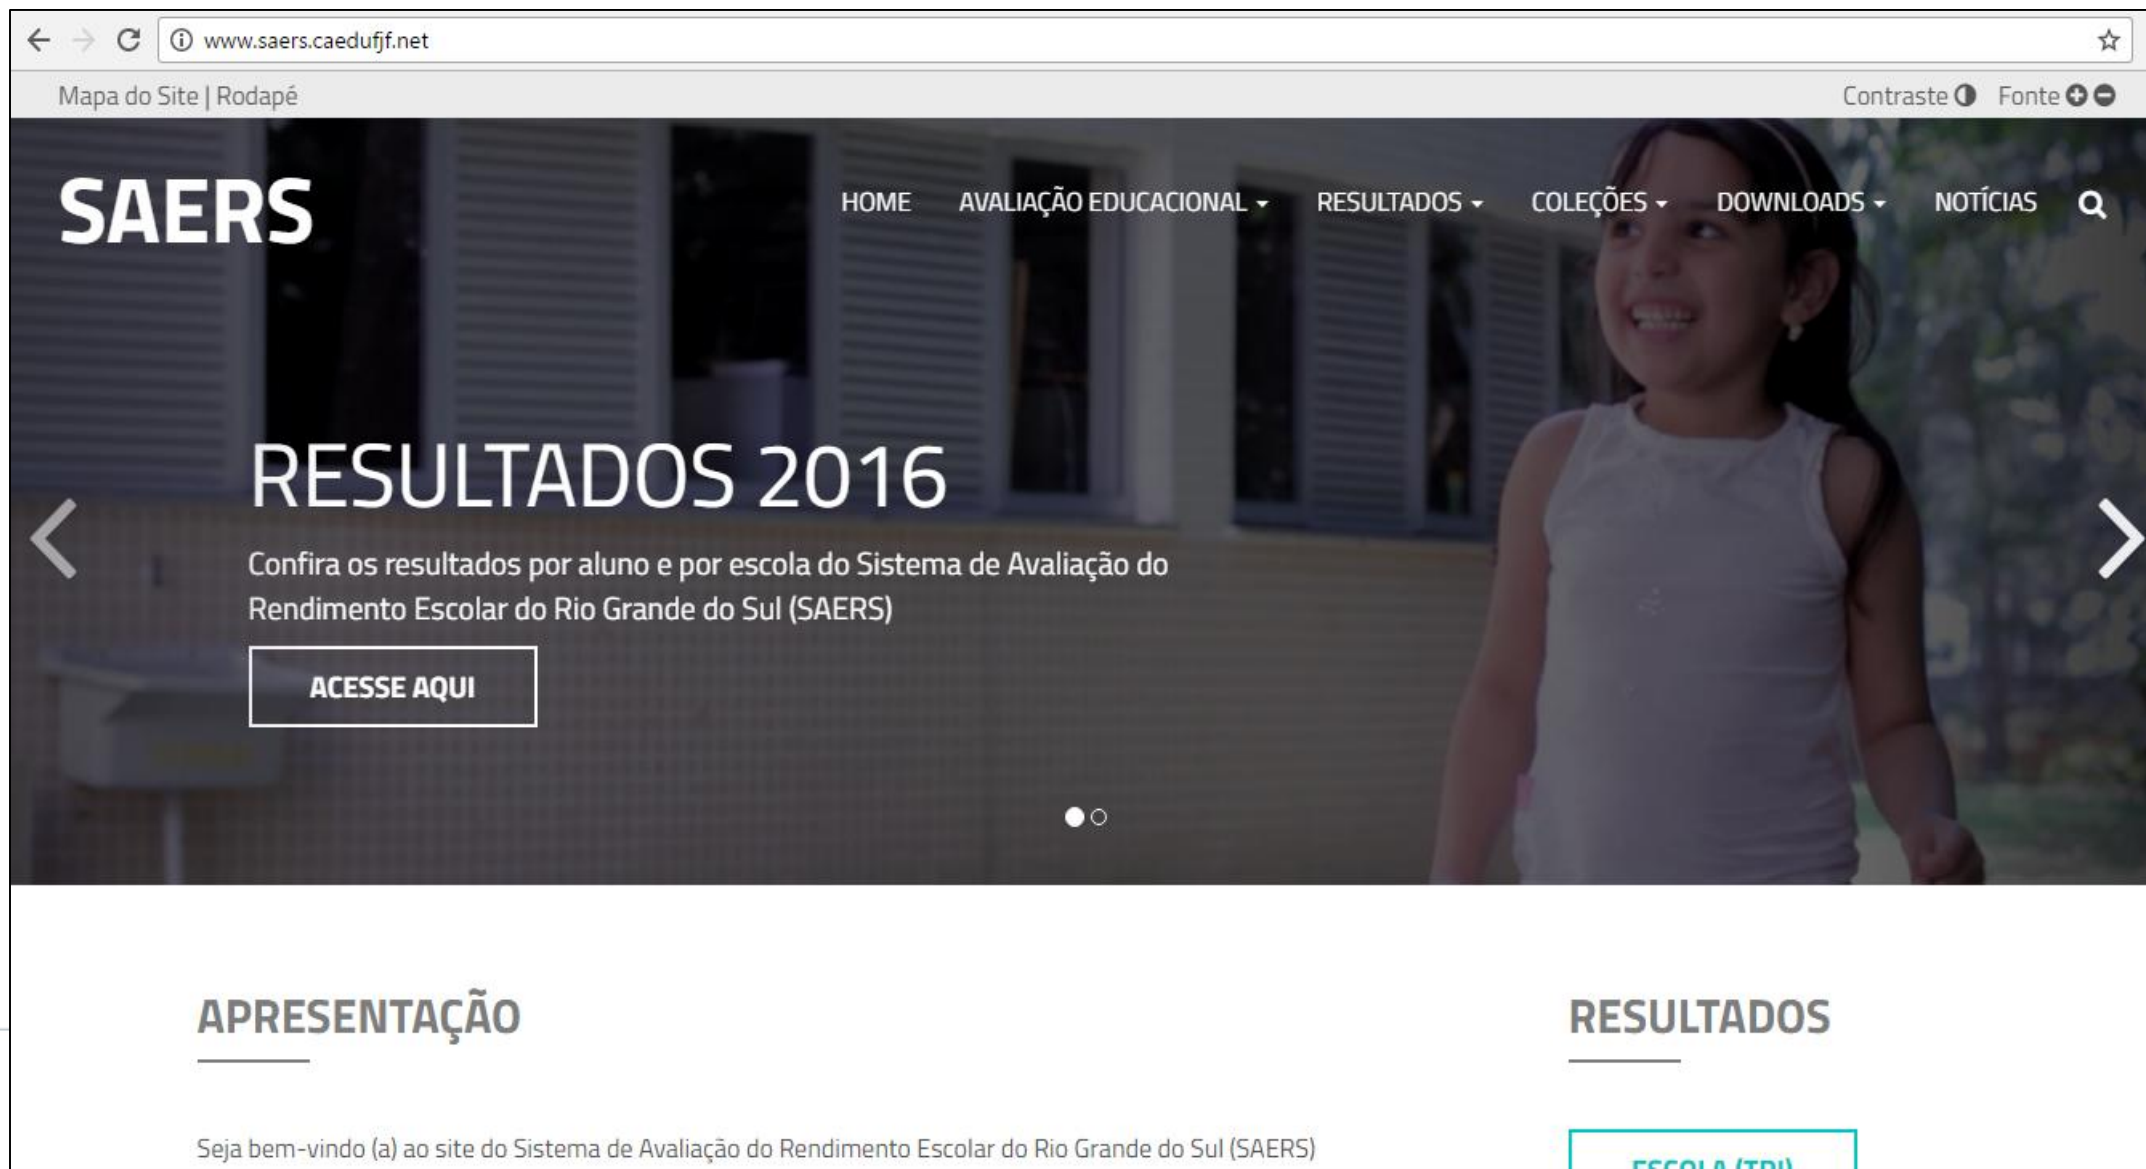 www.saers.caedufjf.net
Mapa do Site | Rodapé
Contraste Fonte
SAERS
HOME AVALIAÇÃO EDUCACIONAL RESULTADOS COLEÇÕES DOWNLOADS NOTÍCIAS
RESULTADOS 2016
Confira os resultados por aluno e por escola do Sistema de Avaliação do
Rendimento Escolar do Rio Grande do Sul (SAERS)
ACESSE AQUI
APRESENTAÇÃO
Seja bem-vindo (a) ao site do Sistema de Avaliação do Rendimento Escolar do Rio Grande do Sul (SAERS)
RESULTADOS
ESCOLA (TRI)